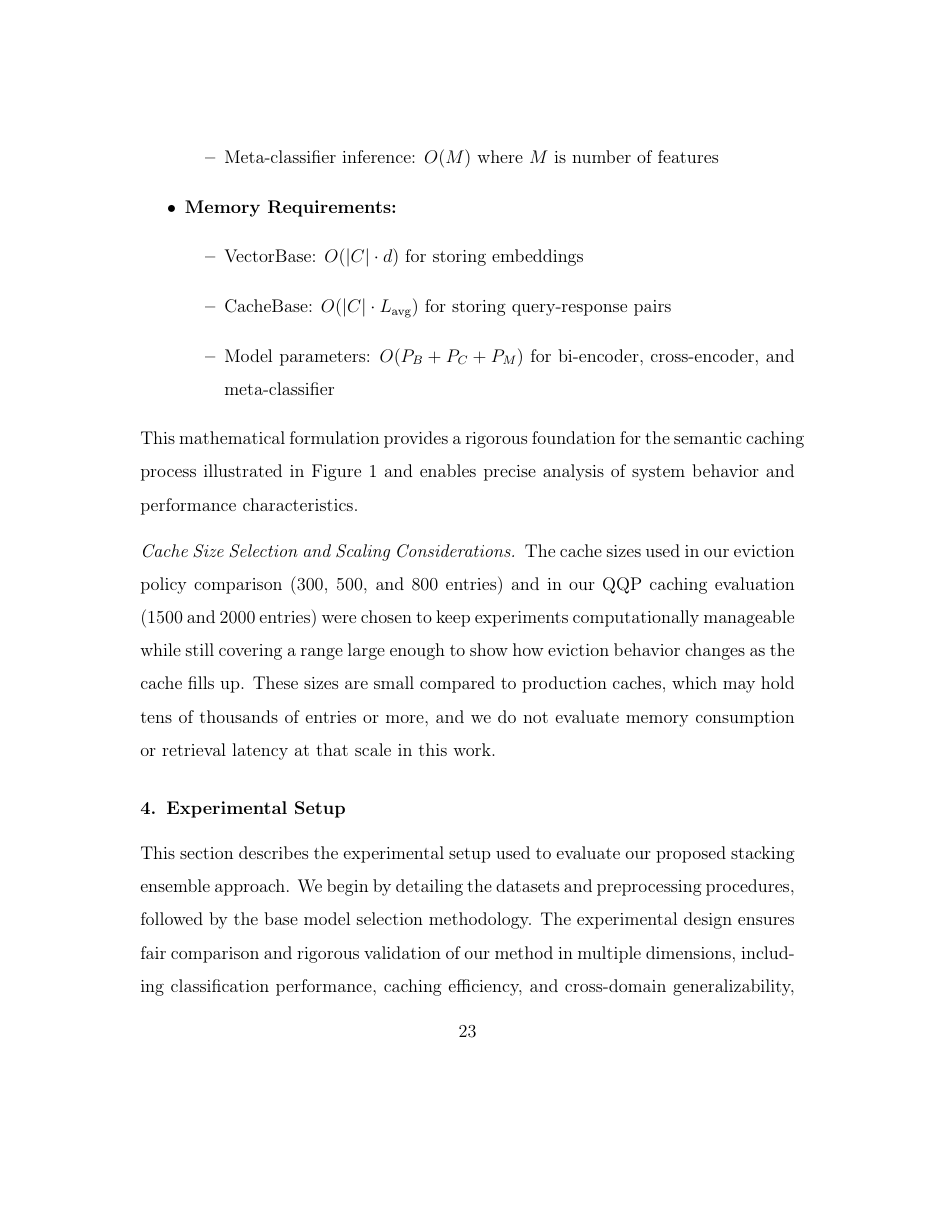 – Meta-classifier inference: O(M) where M is number of features
• Memory Requirements:
– VectorBase: O(|C| · d) for storing embeddings
– CacheBase: O(|C| · L_avg) for storing query-response pairs
– Model parameters: O(P_B + P_C + P_M) for bi-encoder, cross-encoder, and
meta-classifier
This mathematical formulation provides a rigorous foundation for the semantic caching
process illustrated in Figure 1 and enables precise analysis of system behavior and
performance characteristics.
Cache Size Selection and Scaling Considerations. The cache sizes used in our eviction
policy comparison (300, 500, and 800 entries) and in our QQP caching evaluation
(1500 and 2000 entries) were chosen to keep experiments computationally manageable
while still covering a range large enough to show how eviction behavior changes as the
cache fills up. These sizes are small compared to production caches, which may hold
tens of thousands of entries or more, and we do not evaluate memory consumption
or retrieval latency at that scale in this work.
4. Experimental Setup
This section describes the experimental setup used to evaluate our proposed stacking
ensemble approach. We begin by detailing the datasets and preprocessing procedures,
followed by the base model selection methodology. The experimental design ensures
fair comparison and rigorous validation of our method in multiple dimensions, includ-
ing classification performance, caching efficiency, and cross-domain generalizability,
23